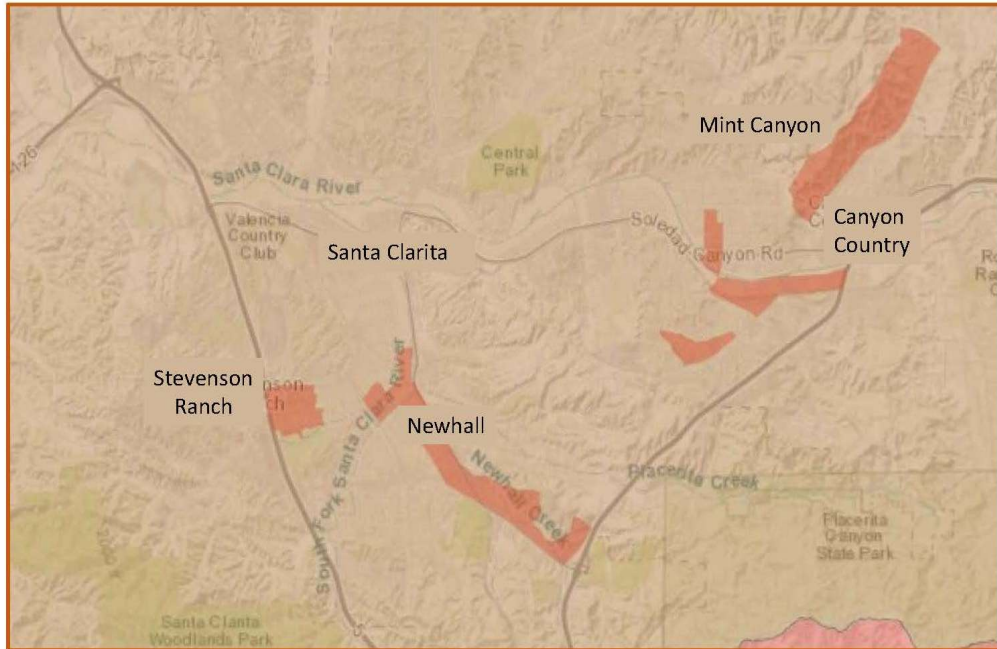 Mint Canyon
Central
Park
Santa Clara River
Canyon
Country
Valencia
Country
Club
Soledad Canyon Rd
Santa Clarita
Stevenson
Ranch
Newhall
South Fork Santa Clara River
Newhall Creek
Placerita Creek
Placerita
Canyon
State Park
Santa Clarita
Woodlands Park